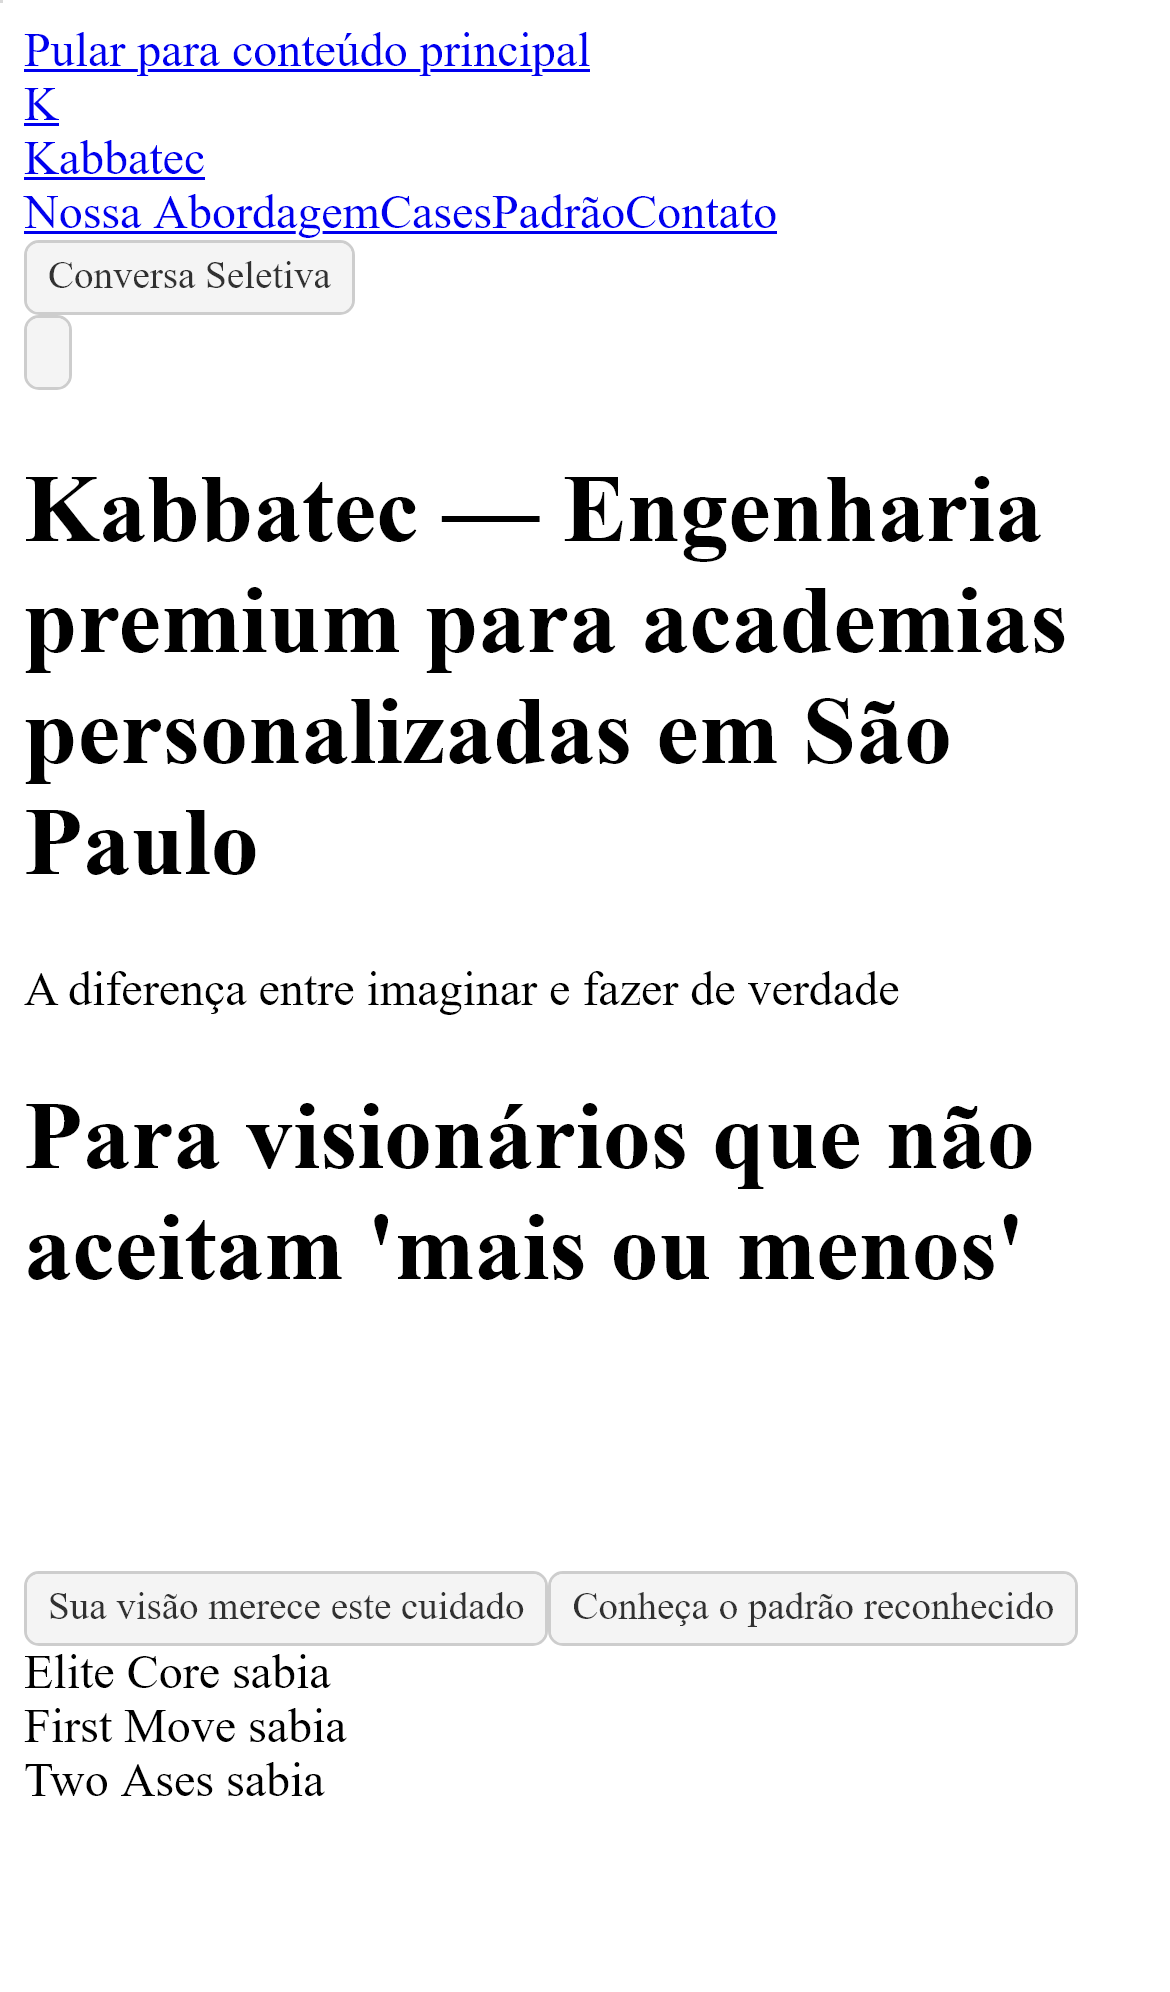 Pular para conteúdo principal
K
Kabbatec
Nossa AbordagemCasesPadrãoContato
Conversa Seletiva
Kabbatec — Engenharia
premium para academias
personalizadas em São
Paulo
A diferença entre imaginar e fazer de verdade
Para visionários que não
aceitam 'mais ou menos'
Sua visão merece este cuidado Conheça o padrão reconhecido
Elite Core sabia
First Move sabia
Two Ases sabia